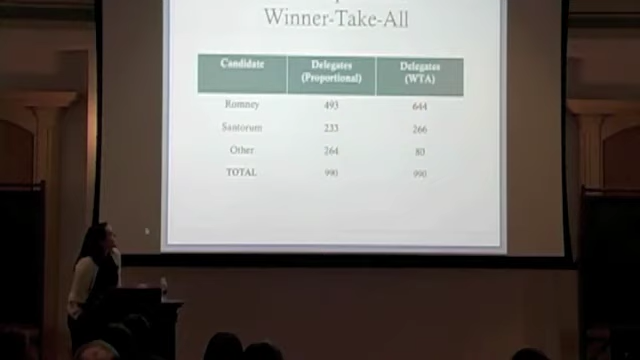 Winner-Take-All
Candidate Delegates (Proportional) Delegates (WTA)
Romney 493 644
Santorum 233 266
Other 264 80
TOTAL 990 990